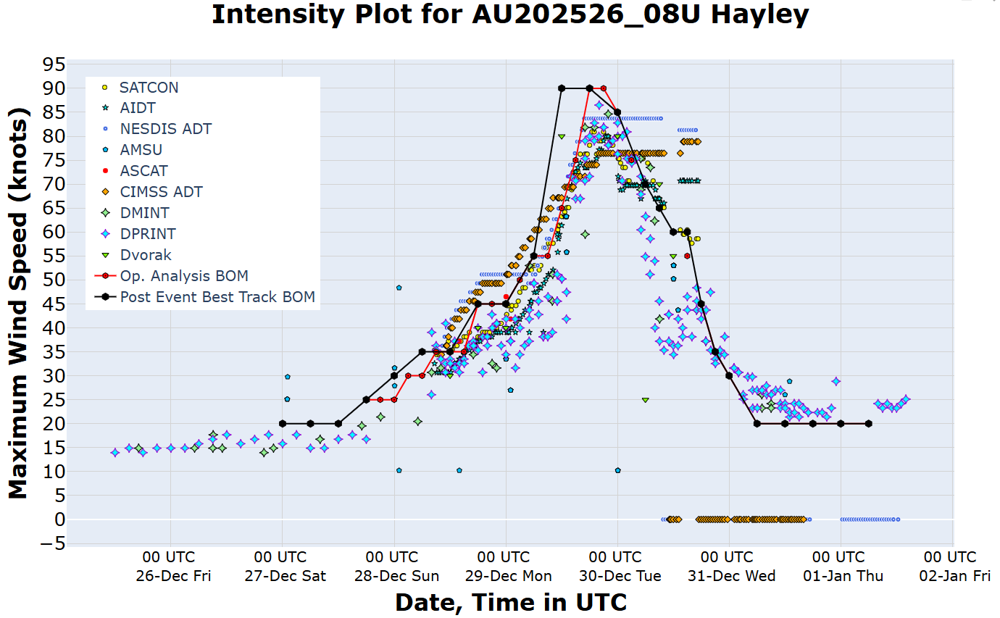 Intensity Plot for AU202526_08U Hayley
Maximum Wind Speed (knots)
95
90
85
80
75
70
65
60
55
50
45
40
35
30
25
20
15
10
5
0
−5
SATCON
AIDT
NESDIS ADT
AMSU
ASCAT
CIMSS ADT
DMINT
DPRINT
Dvorak
Op. Analysis BOM
Post Event Best Track BOM
00 UTC 00 UTC 00 UTC 00 UTC 00 UTC 00 UTC 00 UTC 00 UTC
26-Dec Fri 27-Dec Sat 28-Dec Sun 29-Dec Mon 30-Dec Tue 31-Dec Wed 01-Jan Thu 02-Jan Fri
Date, Time in UTC